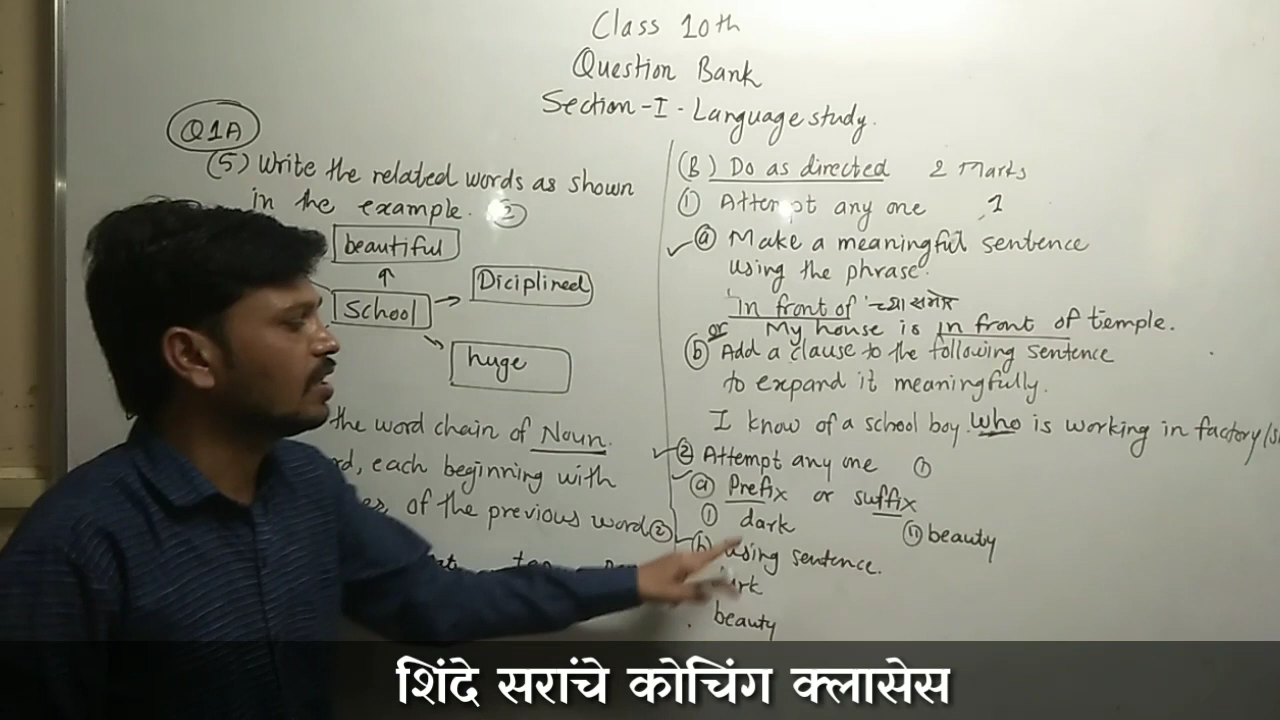 Class 10th
Question Bank
Section-I-Language study.
Q1A
(5) Write the related words as shown
in the example. (2)
beautiful
School
Diciplined
huge
the word chain of Noun.
each beginning with
of the previous word (2)
(B) Do as directed 2 Marks
(1) Attempt any one 1
(a) Make a meaningful sentence
using the phrase.
'in front of' च्या समोर
My house is in front of temple.
or
(b) Add a clause to the following sentence
to expand it meaningfully.
I know of a school boy. who is working in factory/
(2) Attempt any one (1)
(a) Prefix or suffix
(1) dark (11) beauty
(b) using sentence.
beauty
शिंदे सरांचे कोचिंग क्लासेस